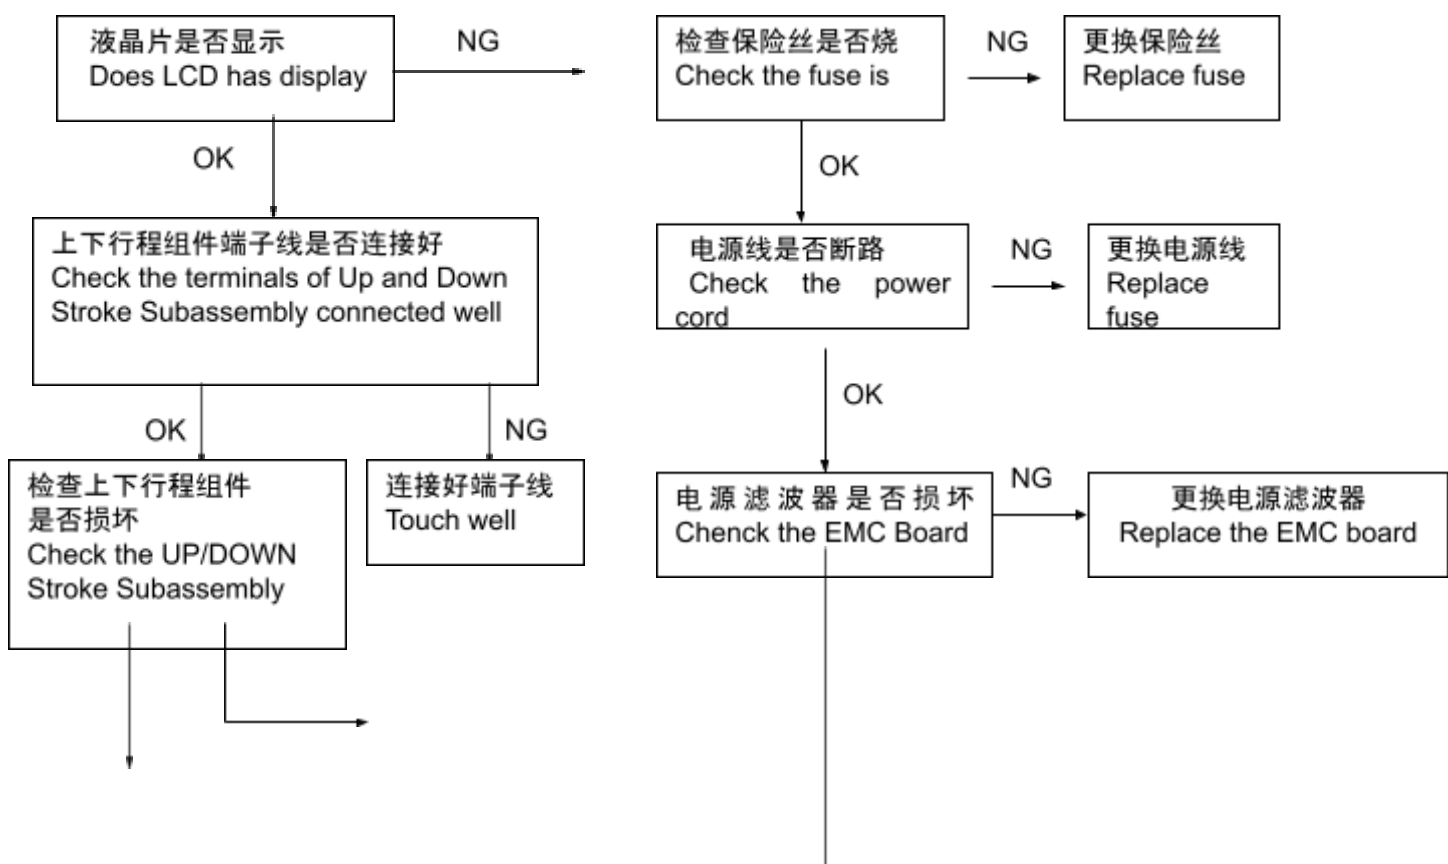 液晶片是否显示
Does LCD has display
NG
检查保险丝是否烧
Check the fuse is
NG
更换保险丝
Replace fuse
OK
OK
上下行程组件端子线是否连接好
Check the terminals of Up and Down
Stroke Subassembly connected well
电源线是否断路
Check the power
cord
NG
更换电源线
Replace
fuse
OK
OK
NG
检查上下行程组件
是否损坏
Check the UP/DOWN
Stroke Subassembly
连接好端子线
Touch well
电源滤波器是否损坏
Chenck the EMC Board
NG
更换电源滤波器
Replace the EMC board